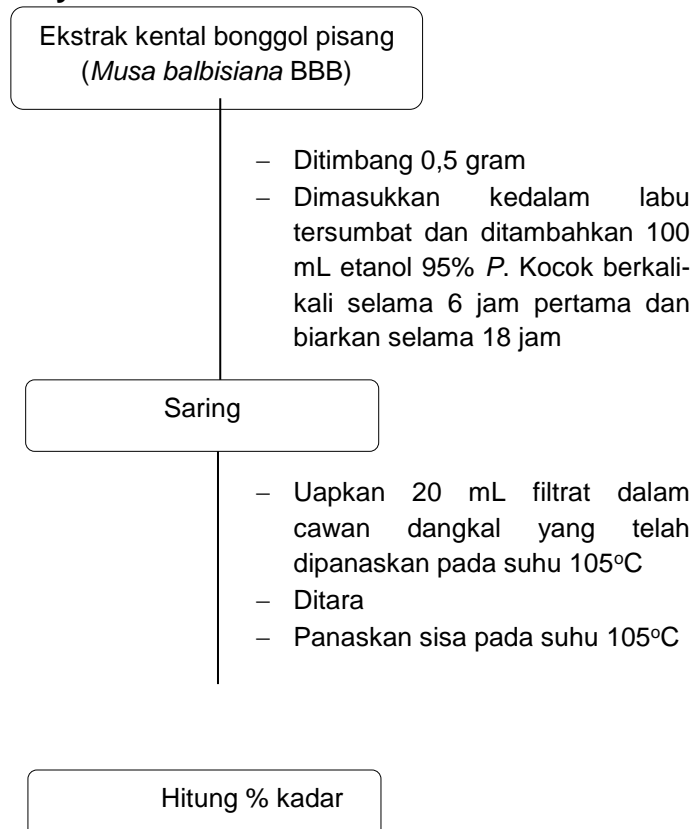 Ekstrak kental bonggol pisang
(Musa balbisiana BBB)
– Ditimbang 0,5 gram
– Dimasukkan kedalam labu
tersumbat dan ditambahkan 100
mL etanol 95% P. Kocok berkali-
kali selama 6 jam pertama dan
biarkan selama 18 jam
Saring
– Uapkan 20 mL filtrat dalam
cawan dangkal yang telah
dipanaskan pada suhu 105°C
– Ditara
– Panaskan sisa pada suhu 105°C
Hitung % kadar